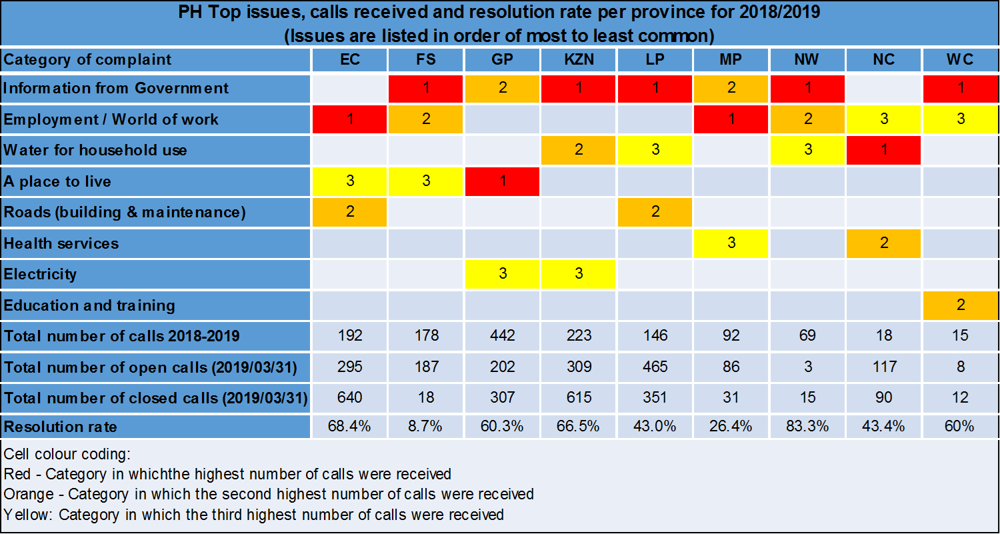 PH Top issues, calls received and resolution rate per province for 2018/2019
(Issues are listed in order of most to least common)
Category of complaint EC FS GP KZN LP MP NW NC WC
Information from Government 1 2 1 1 2 1 1
Employment / World of work 1 2 1 2 3 3
Water for household use 2 3 3 1
A place to live 3 3 1
Roads (building & maintenance) 2 2
Health services 3 2
Electricity 3 3
Education and training 2
Total number of calls 2018-2019 192 178 442 223 146 92 69 18 15
Total number of open calls (2019/03/31) 295 187 202 309 465 86 3 117 8
Total number of closed calls (2019/03/31) 640 18 307 615 351 31 15 90 12
Resolution rate 68.4% 8.7% 60.3% 66.5% 43.0% 26.4% 83.3% 43.4% 60%
Cell colour coding:
Red - Category in whichthe highest number of calls were received
Orange - Category in which the second highest number of calls were received
Yellow: Category in which the third highest number of calls were received